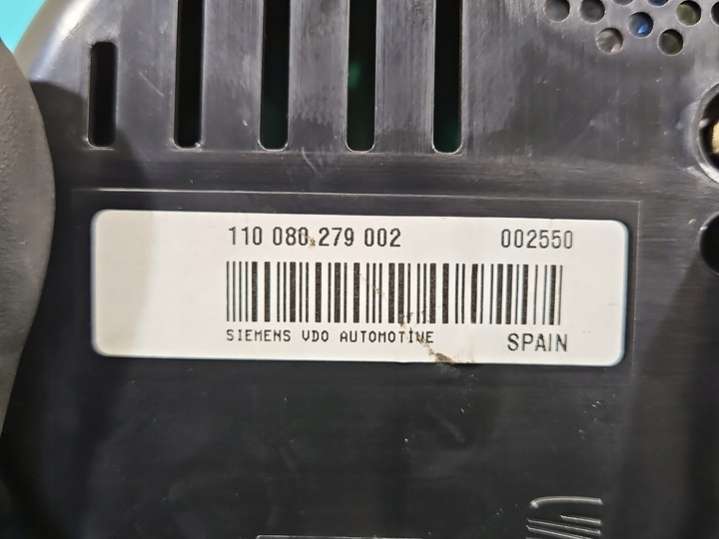 110 080.279 002 002550
SIEMENS VDO AUTOMOTIVE SPAIN